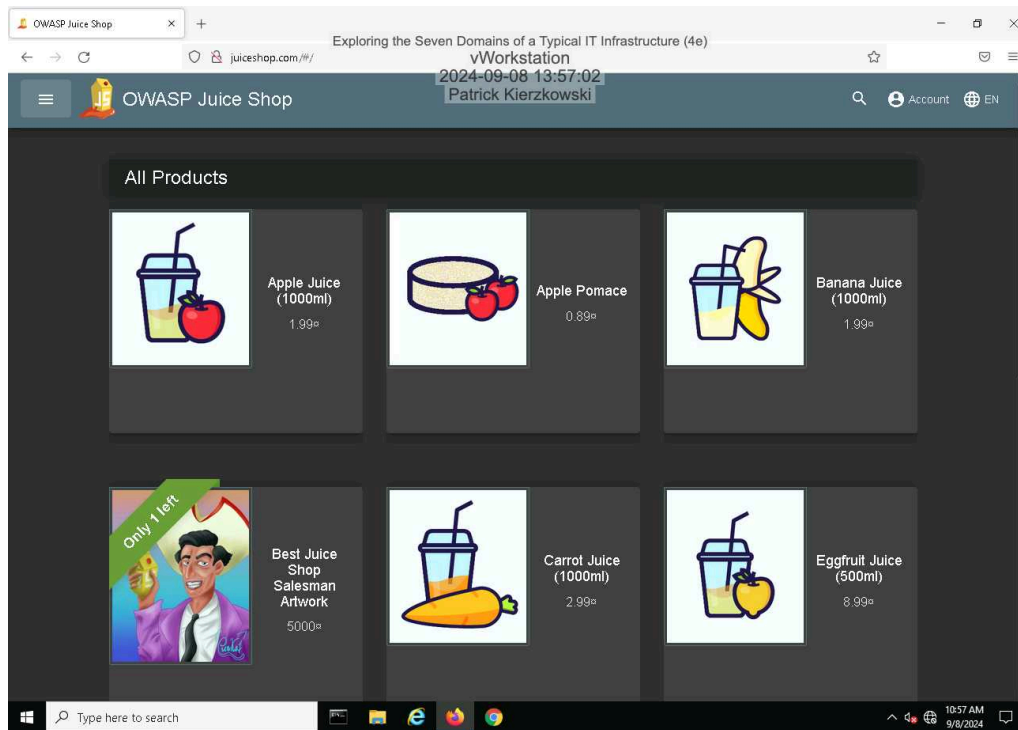 OWASP Juice Shop
Exploring the Seven Domains of a Typical IT Infrastructure (4e)
juiceshop.com/#/
vWorkstation
2024-09-08 13:57:02
Patrick Kierzkowski
JS
OWASP Juice Shop
Account
EN
All Products
Apple Juice
(1000ml)
1.99¤
Apple Pomace
0.89¤
Banana Juice
(1000ml)
1.99¤
Only 1 left
Best Juice
Shop
Salesman
Artwork
5000¤
Carrot Juice
(1000ml)
2.99¤
Eggfruit Juice
(500ml)
8.99¤
Type here to search
10:57 AM
9/8/2024